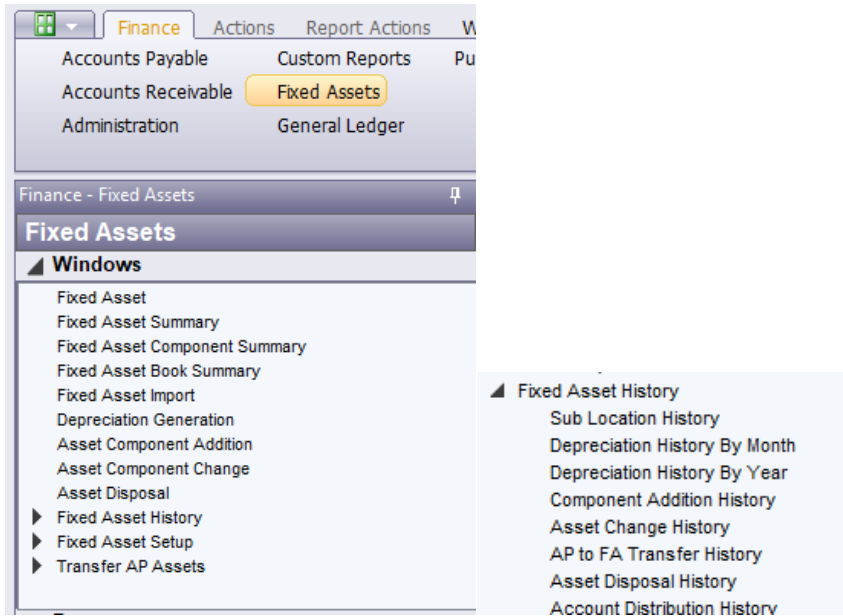 Finance Actions Report Actions
Accounts Payable Custom Reports
Accounts Receivable Fixed Assets
Administration General Ledger
Finance - Fixed Assets
Fixed Assets
Windows
Fixed Asset
Fixed Asset Summary
Fixed Asset Component Summary
Fixed Asset Book Summary
Fixed Asset Import
Depreciation Generation
Asset Component Addition
Asset Component Change
Asset Disposal
Fixed Asset History
Fixed Asset Setup
Transfer AP Assets
Fixed Asset History
Sub Location History
Depreciation History By Month
Depreciation History By Year
Component Addition History
Asset Change History
AP to FA Transfer History
Asset Disposal History
Account Distribution History